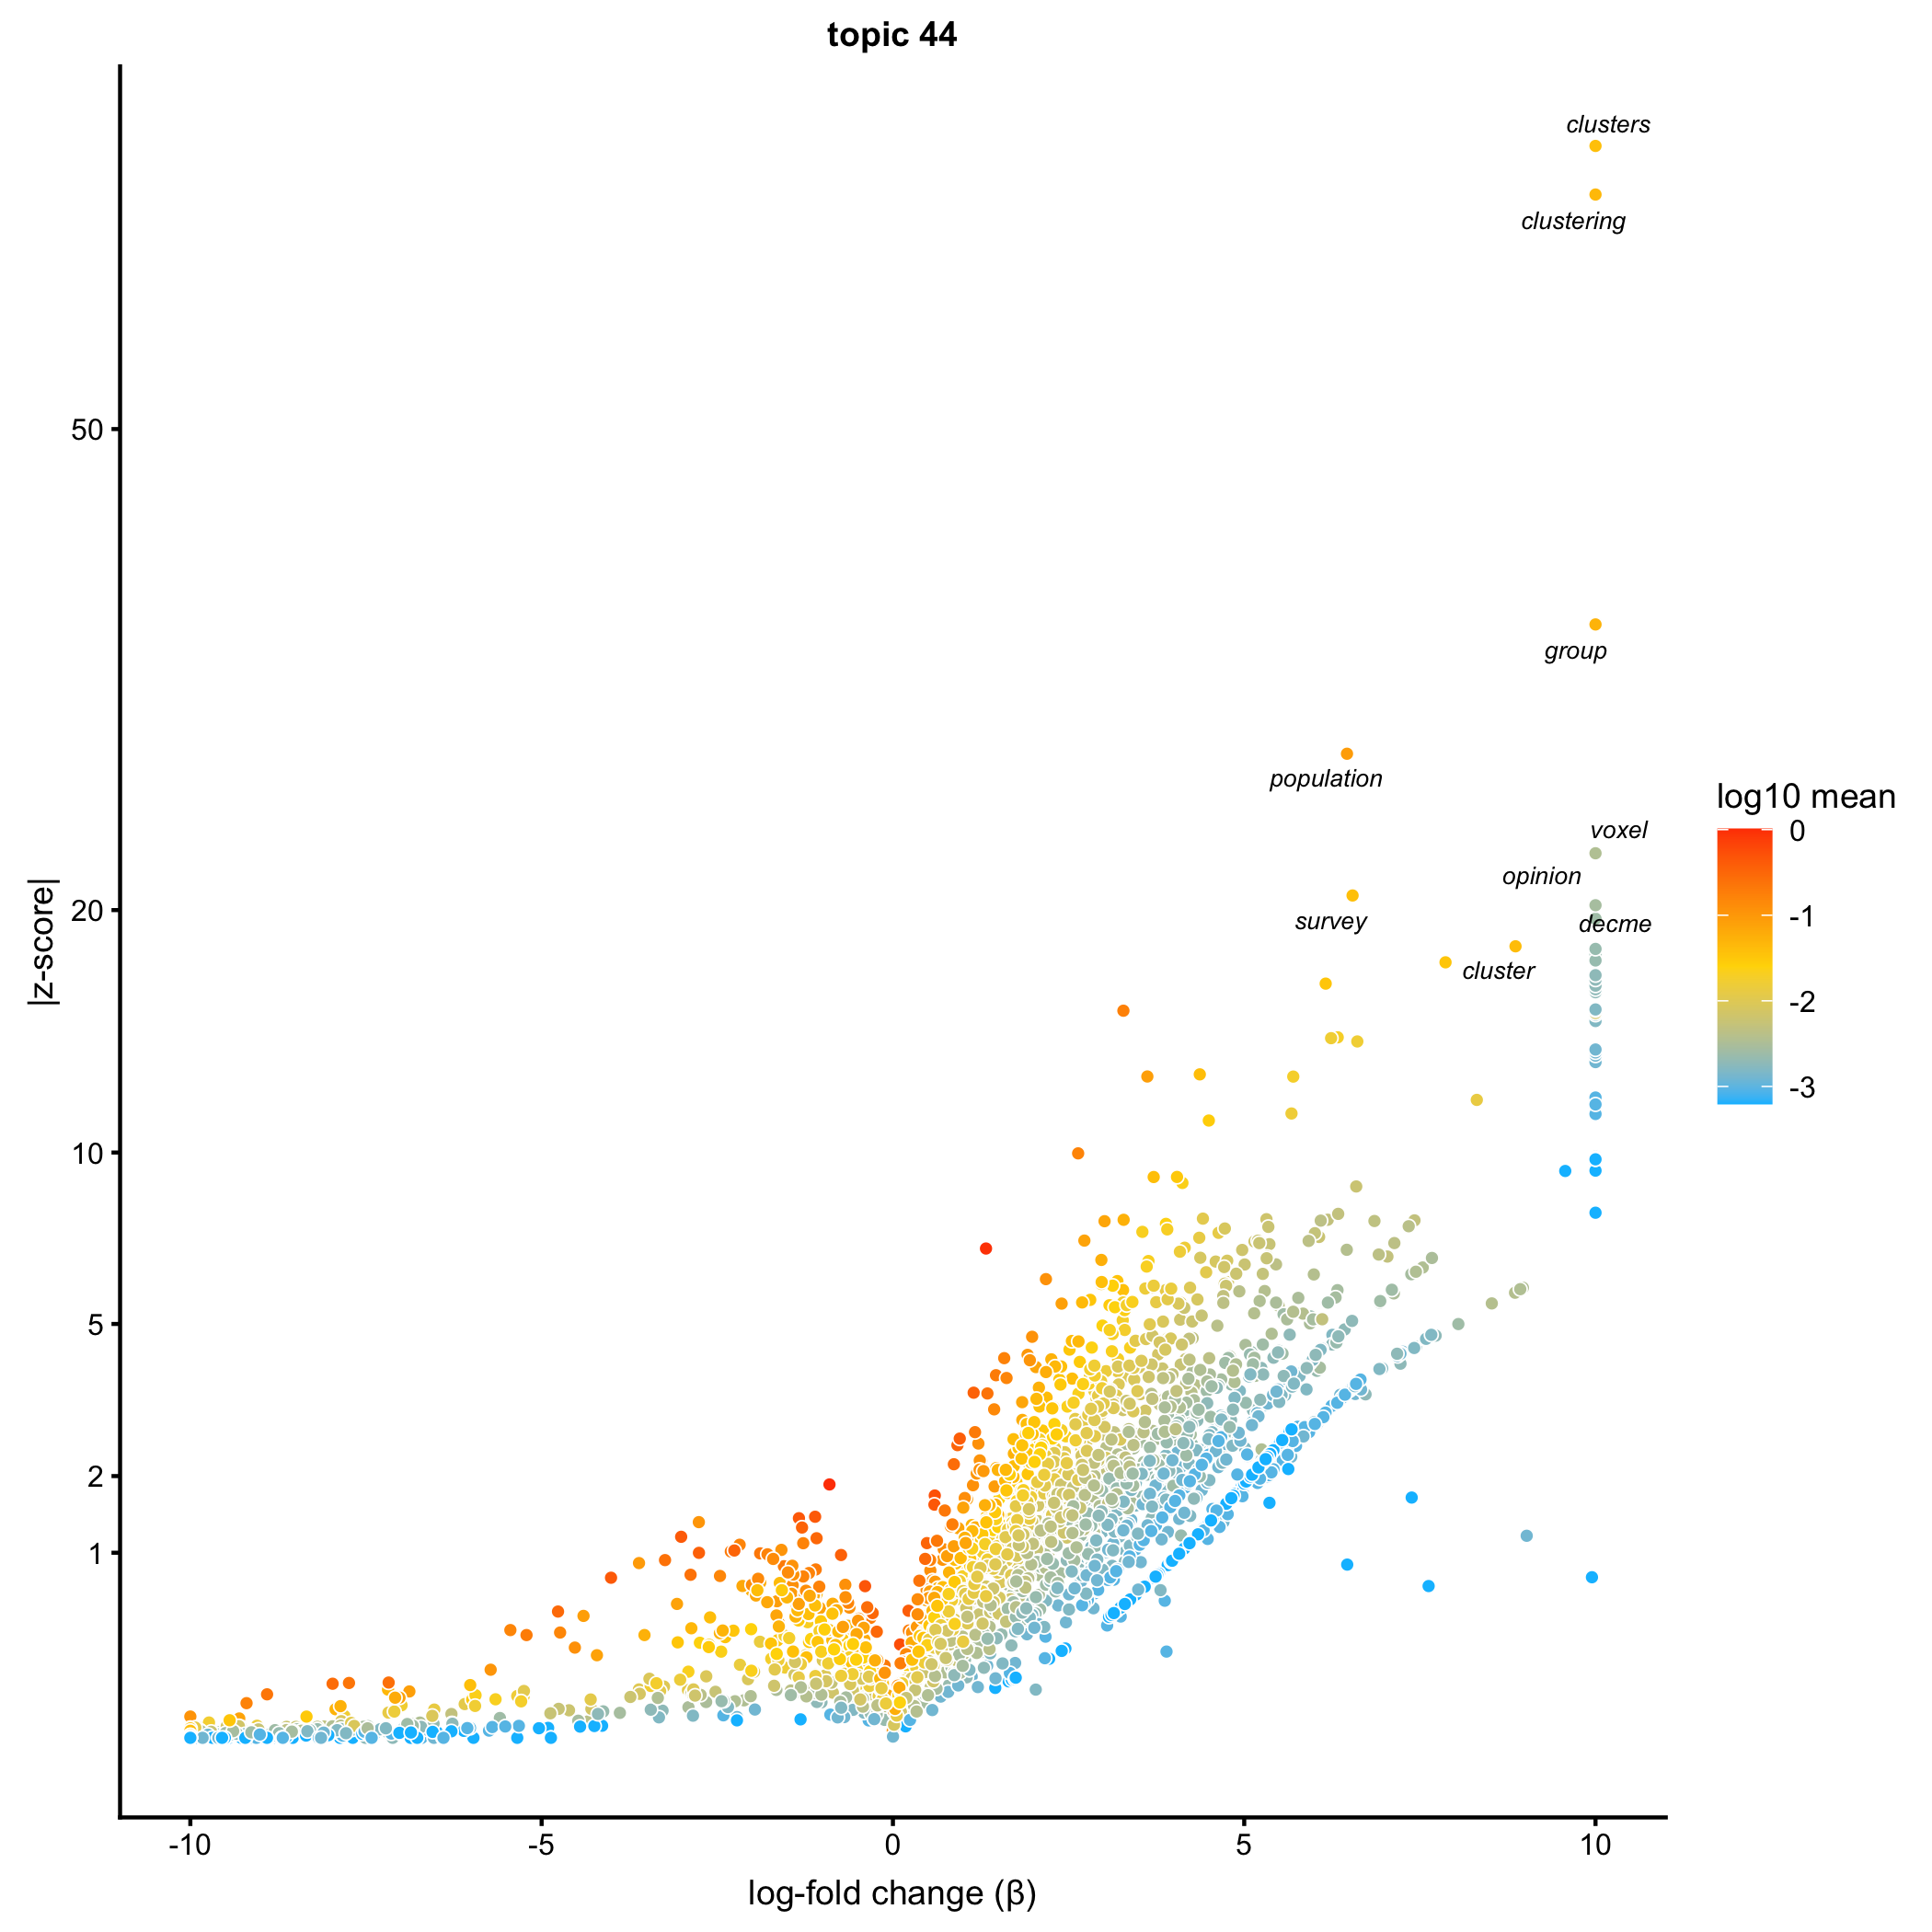 topic 44
clusters
clustering
50
group
population
log10 mean
0
voxel
opinion
-1
20
survey
decme
cluster
|z-score|
-2
-3
10
5
2
1
-10
-5
0
5
10
log-fold change (β)